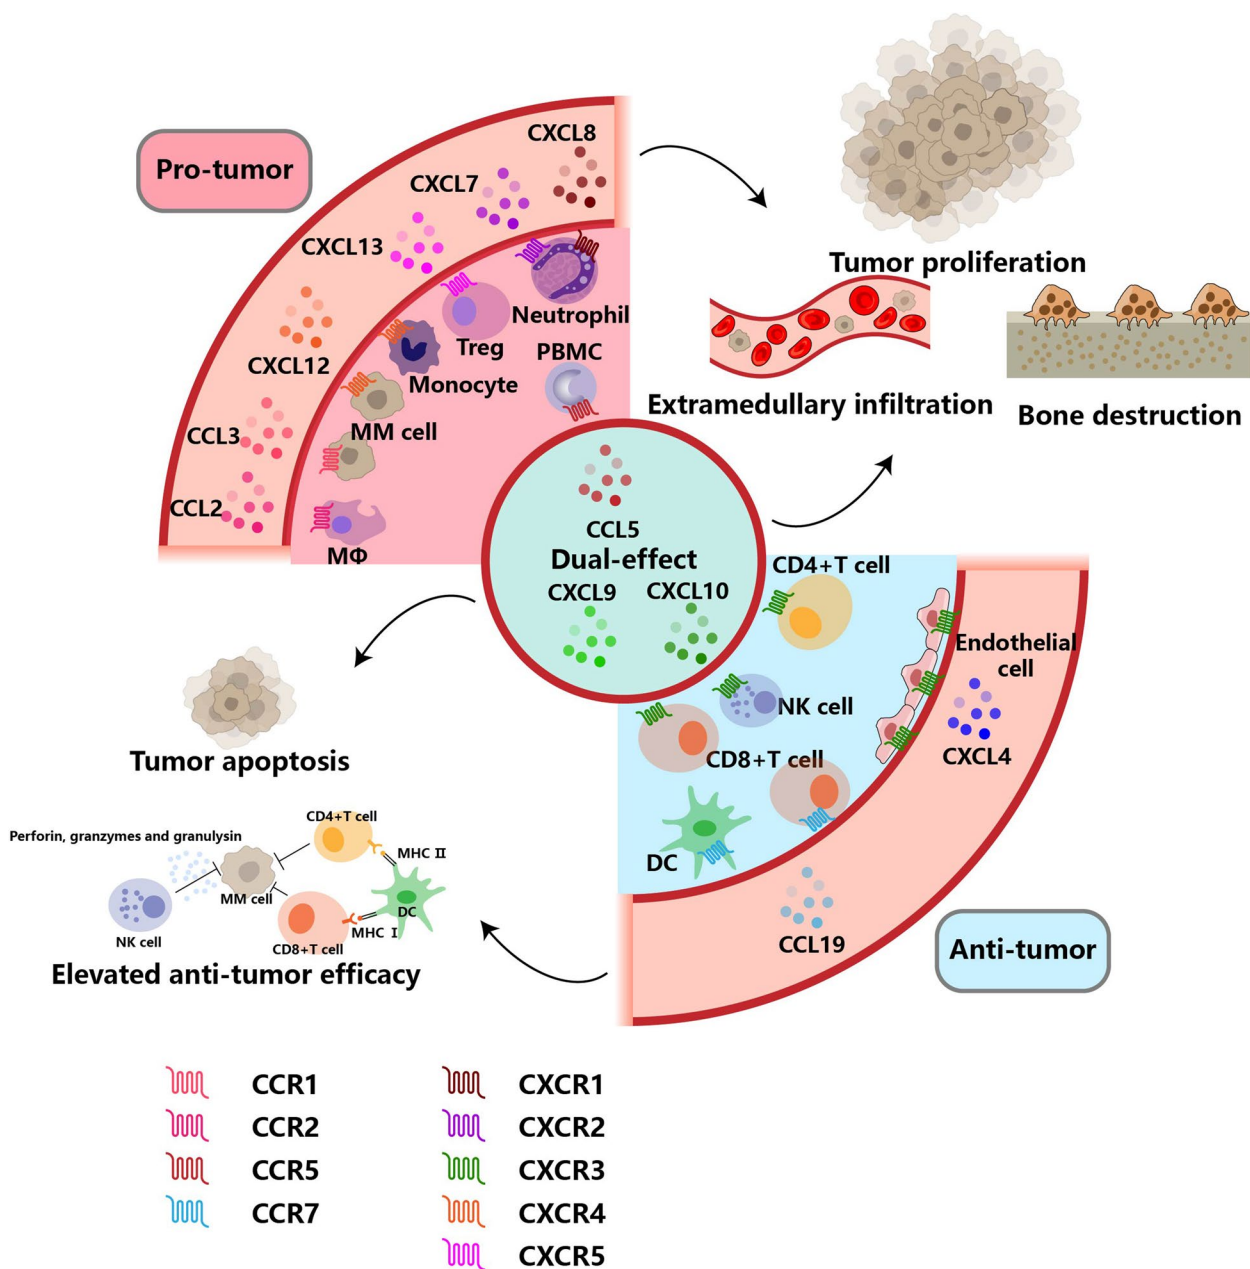 Pro-tumor
CXCL8
CXCL7
CXCL13
CXCL12
CCL3
CCL2
Neutrophil
Treg
PBMC
Monocyte
MM cell
MΦ
Tumor proliferation
Extramedullary infiltration
Bone destruction
CCL5
Dual-effect
CXCL9
CXCL10
CD4+T cell
Endothelial
cell
NK cell
CD8+T cell
CXCL4
DC
CCL19
Anti-tumor
Tumor apoptosis
Perforin, granzymes and granulysin
CD4+T cell
MHC II
MM cell
DC
NK cell
CD8+T cell
MHC I
Elevated anti-tumor efficacy
CCR1
CCR2
CCR5
CCR7
CXCR1
CXCR2
CXCR3
CXCR4
CXCR5